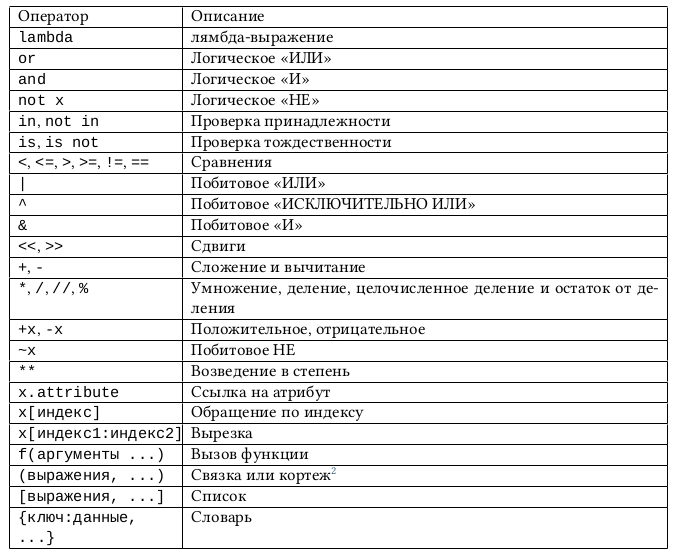 Оператор Описание
lambda лямбда-выражение
or Логическое «ИЛИ»
and Логическое «И»
not x Логическое «НЕ»
in, not in Проверка принадлежности
is, is not Проверка тождественности
<, <=, >, >=, !=, == Сравнения
| Побитовое «ИЛИ»
^ Побитовое «ИСКЛЮЧИТЕЛЬНО ИЛИ»
& Побитовое «И»
<<, >> Сдвиги
+, - Сложение и вычитание
*, /, //, % Умножение, деление, целочисленное деление и остаток от де-
ления
+x, -x Положительное, отрицательное
~x Побитовое НЕ
** Возведение в степень
x.attribute Ссылка на атрибут
x[индекс] Обращение по индексу
x[индекс1:индекс2] Вырезка
f(аргументы ...) Вызов функции
(выражения, ...) Связка или кортеж²
[выражения, ...] Список
{ключ:данные, Словарь
...}